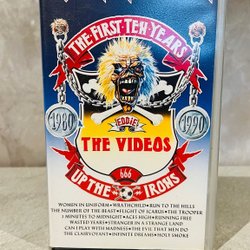 THE FIRST TEN YEARS
EDDIE
1980
1990
THE VIDEOS
666
UP THE IRONS
WOMEN IN UNIFORM★WRATHCHILD★RUN TO THE HILLS
THE NUMBER OF THE BEAST★FLIGHT OF ICARUS★THE TROOPER
2 MINUTES TO MIDNIGHT★ACES HIGH★RUNNING FREE
WASTED YEARS★STRANGER IN A STRANGE LAND
CAN I PLAY WITH MADNESS★THE EVIL THAT MEN DO
THE CLAIRVOYANT★INFINITE DREAMS★HOLY SMOKE